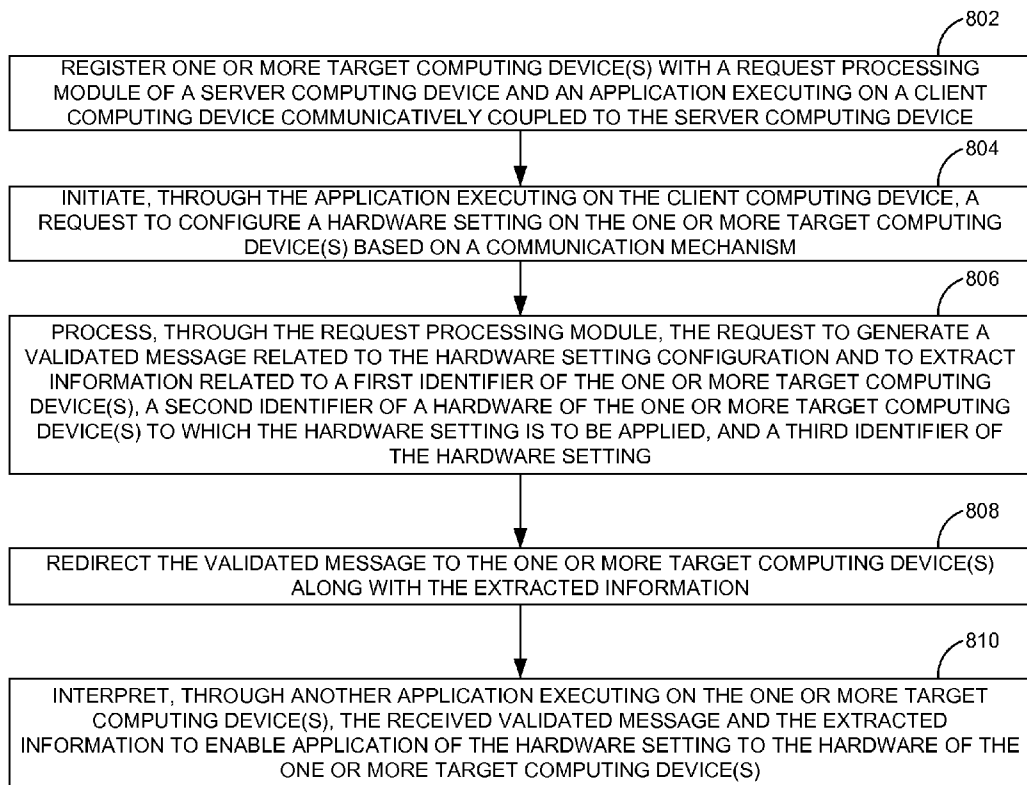 802
REGISTER ONE OR MORE TARGET COMPUTING DEVICE(S) WITH A REQUEST PROCESSING
MODULE OF A SERVER COMPUTING DEVICE AND AN APPLICATION EXECUTING ON A CLIENT
COMPUTING DEVICE COMMUNICATIVELY COUPLED TO THE SERVER COMPUTING DEVICE
804
INITIATE, THROUGH THE APPLICATION EXECUTING ON THE CLIENT COMPUTING DEVICE, A
REQUEST TO CONFIGURE A HARDWARE SETTING ON THE ONE OR MORE TARGET COMPUTING
DEVICE(S) BASED ON A COMMUNICATION MECHANISM
806
PROCESS, THROUGH THE REQUEST PROCESSING MODULE, THE REQUEST TO GENERATE A
VALIDATED MESSAGE RELATED TO THE HARDWARE SETTING CONFIGURATION AND TO EXTRACT
INFORMATION RELATED TO A FIRST IDENTIFIER OF THE ONE OR MORE TARGET COMPUTING
DEVICE(S), A SECOND IDENTIFIER OF A HARDWARE OF THE ONE OR MORE TARGET COMPUTING
DEVICE(S) TO WHICH THE HARDWARE SETTING IS TO BE APPLIED, AND A THIRD IDENTIFIER OF
THE HARDWARE SETTING
808
REDIRECT THE VALIDATED MESSAGE TO THE ONE OR MORE TARGET COMPUTING DEVICE(S)
ALONG WITH THE EXTRACTED INFORMATION
810
INTERPRET, THROUGH ANOTHER APPLICATION EXECUTING ON THE ONE OR MORE TARGET
COMPUTING DEVICE(S), THE RECEIVED VALIDATED MESSAGE AND THE EXTRACTED
INFORMATION TO ENABLE APPLICATION OF THE HARDWARE SETTING TO THE HARDWARE OF THE
ONE OR MORE TARGET COMPUTING DEVICE(S)